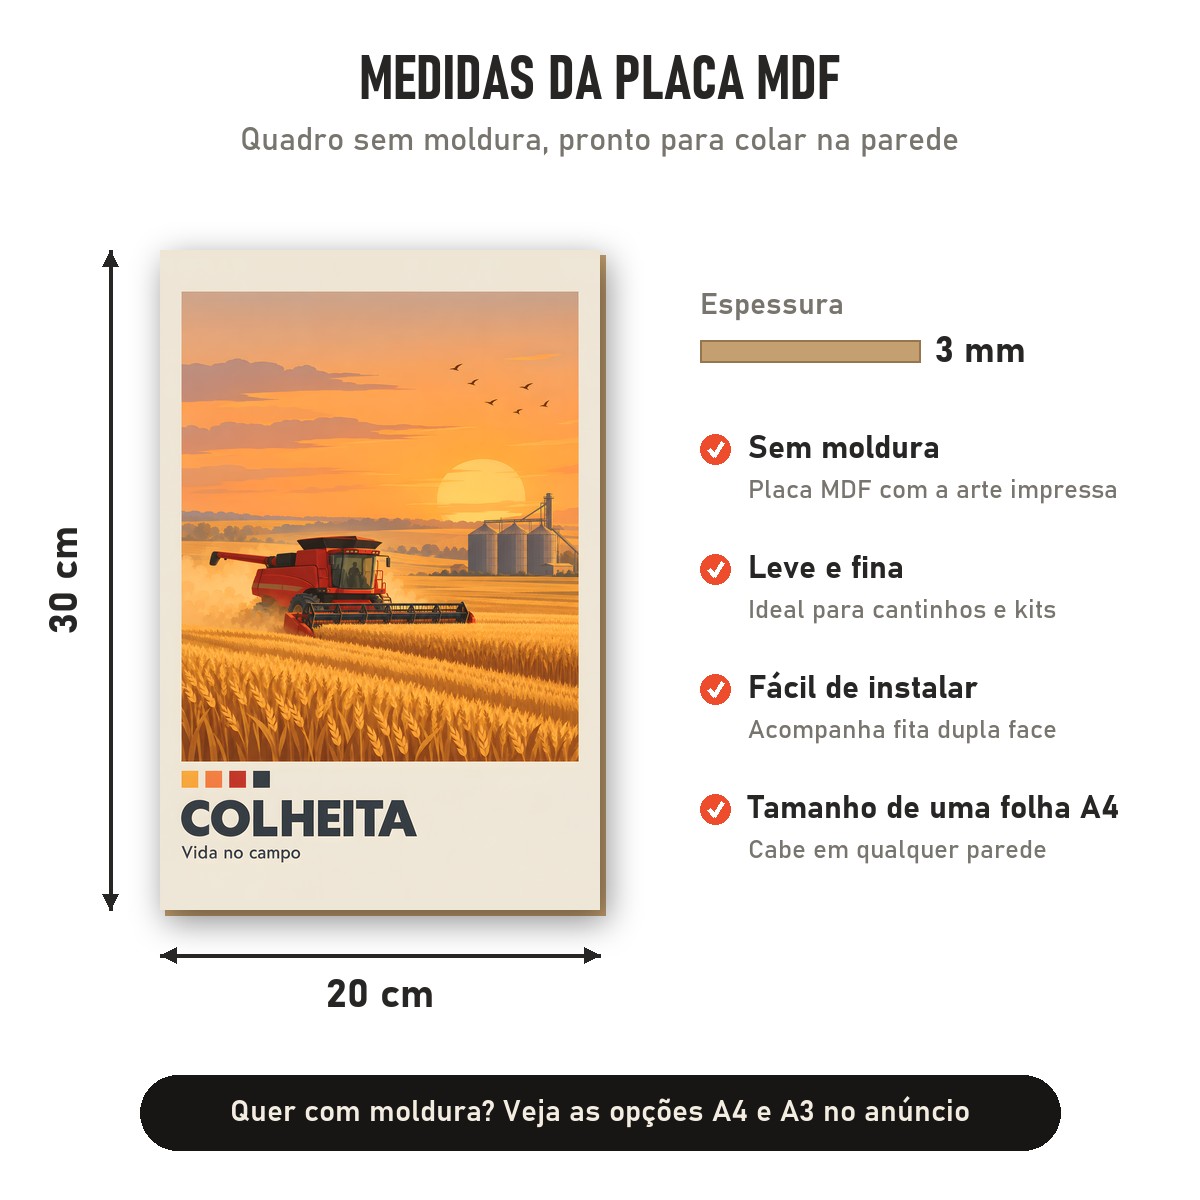 MEDIDAS DA PLACA MDF
Quadro sem moldura, pronto para colar na parede
Espessura
3 mm
Sem moldura
Placa MDF com a arte impressa
Leve e fina
Ideal para cantinhos e kits
Fácil de instalar
Acompanha fita dupla face
Tamanho de uma folha A4
Cabe em qualquer parede
30 cm
COLHEITA
Vida no campo
20 cm
Quer com moldura? Veja as opções A4 e A3 no anúncio